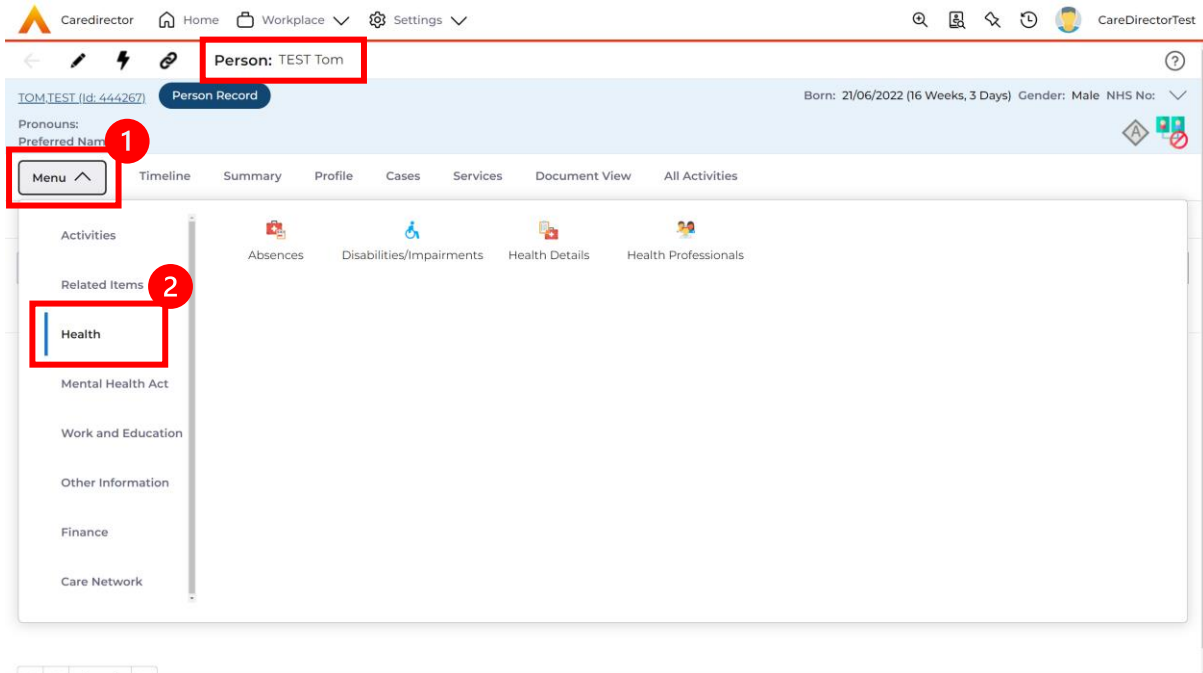 Caredirector Home Workplace Settings CareDirectorTest
Person: TEST Tom ?
TOM,TEST (Id: 444267) Person Record Born: 21/06/2022 (16 Weeks, 3 Days) Gender: Male NHS No:
Pronouns:
Preferred Nam
1
Menu Timeline Summary Profile Cases Services Document View All Activities
Activities
Absences Disabilities/Impairments Health Details Health Professionals
Related Items 2
Health
Mental Health Act
Work and Education
Other Information
Finance
Care Network